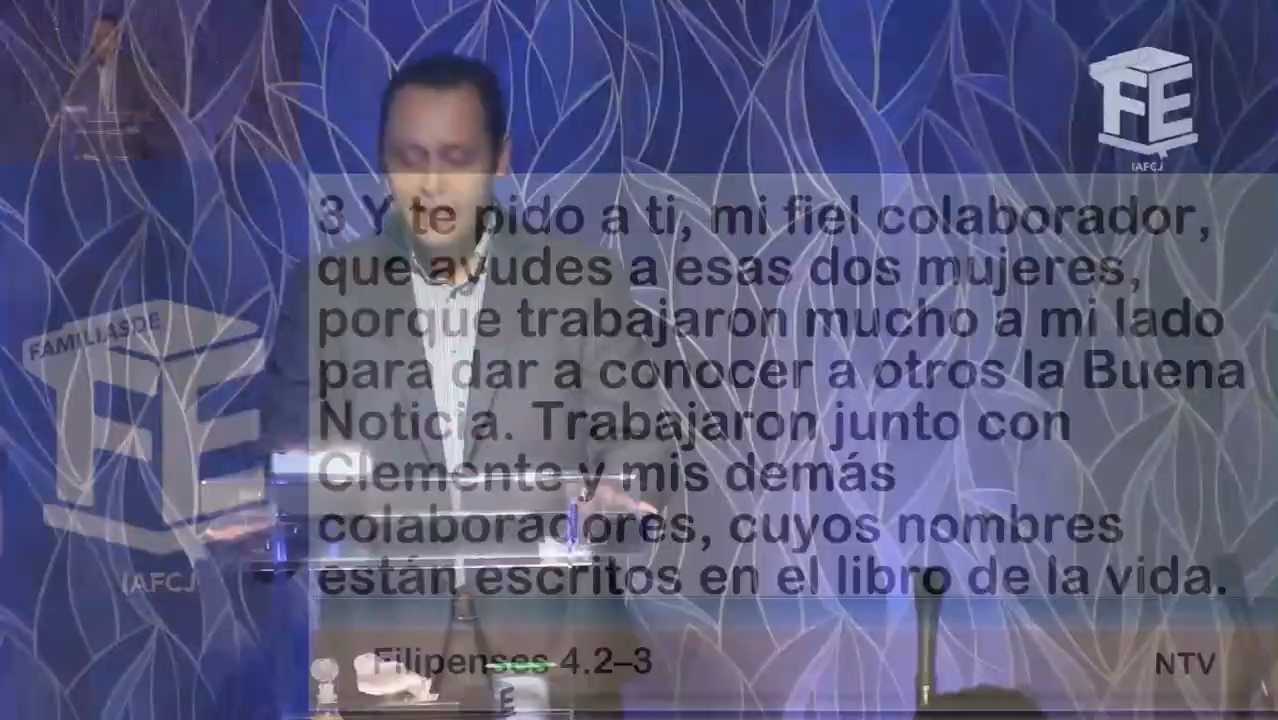 FE
IAFCJ
3 Y te pido a ti, mi fiel colaborador,
que ayudes a esas dos mujeres,
porque trabajaron mucho a mi lado
para dar a conocer a otros la Buena
Noticia. Trabajaron junto con
Clemente y mis demás
colaboradores, cuyos nombres
están escritos en el libro de la vida.
Filipenses 4.2–3
NTV
FAMILIAS DE
FE
IAFCJ
E